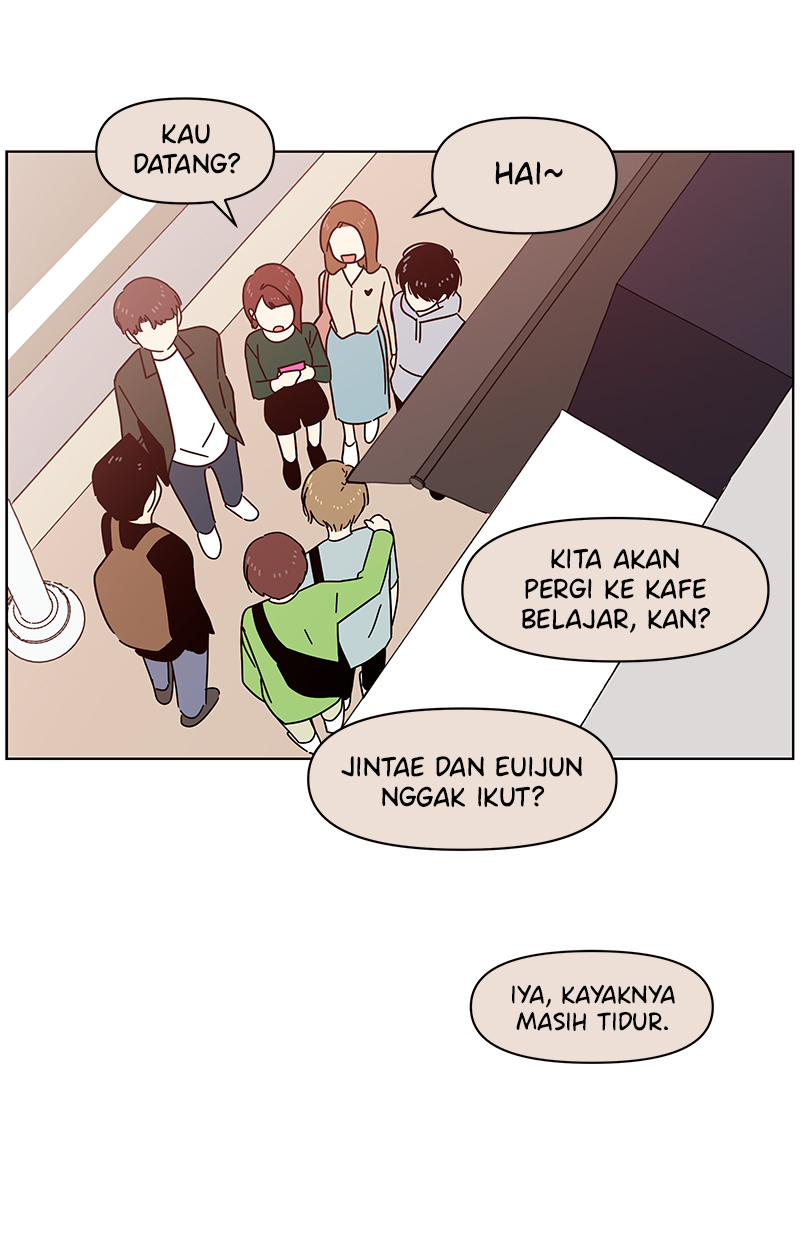 KAU
DATANG?
HAI~
KITA AKAN
PERGI KE KAFE
BELAJAR, KAN?
JINTAE DAN EUIJUN
NGGAK IKUT?
IYA, KAYAKNYA
MASIH TIDUR.